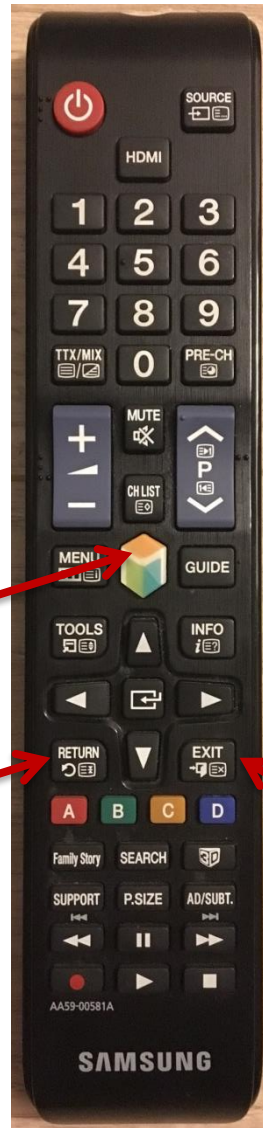 SOURCE
HDMI
1 2 3
4 5 6
7 8 9
TTX/MIX 0 PRE-CH
MUTE
+ P
CH LIST
−
MENU GUIDE
TOOLS INFO
RETURN EXIT
A B C D
Family Story SEARCH 3D
SUPPORT P.SIZE AD/SUBT.
AA59-00581A
SAMSUNG